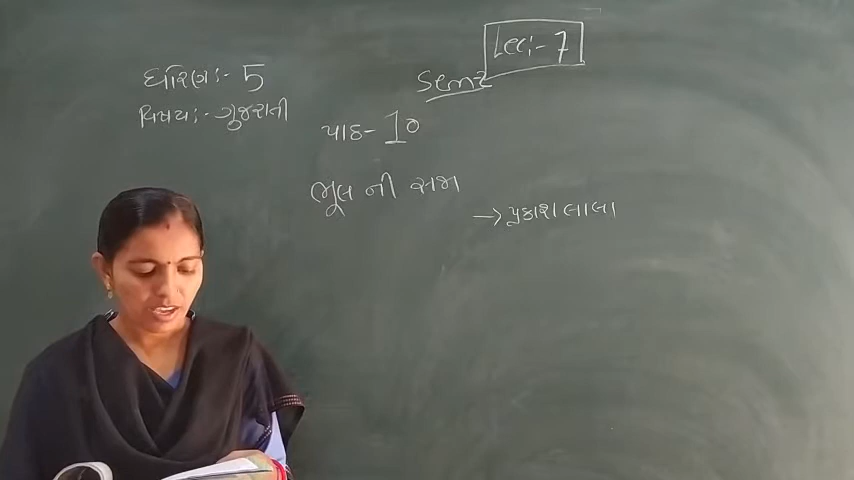 Lec:- 7
Sem-2
ધોરણ:- 5
વિષય:- ગુજરાતી
પાઠ- 10
ભૂલ ની સજા
→ પ્રકાશ લાલા